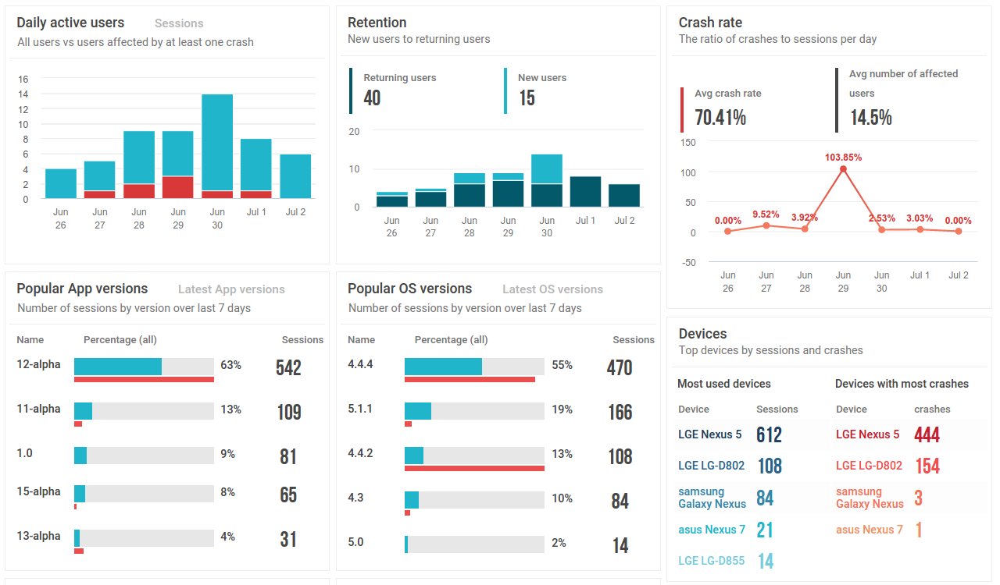 Daily active users Sessions
All users vs users affected by at least one crash
16
14
12
10
8
6
4
2
0
Jun 26 Jun 27 Jun 28 Jun 29 Jun 30 Jul 1 Jul 2
Retention
New users to returning users
Returning users
40
New users
15
20
10
0
Jun 26 Jun 27 Jun 28 Jun 29 Jun 30 Jul 1 Jul 2
Crash rate
The ratio of crashes to sessions per day
Avg crash rate
70.41%
Avg number of affected
users
14.5%
150
100
50
0
-50
0.00% 9.52% 3.92% 103.85% 2.53% 3.03% 0.00%
Jun 26 Jun 27 Jun 28 Jun 29 Jun 30 Jul 1 Jul 2
Popular App versions Latest App versions
Number of sessions by version over last 7 days
Name Percentage (all) Sessions
12-alpha 63% 542
11-alpha 13% 109
1.0 9% 81
15-alpha 8% 65
13-alpha 4% 31
Popular OS versions Latest OS versions
Number of sessions by version over last 7 days
Name Percentage (all) Sessions
4.4.4 55% 470
5.1.1 19% 166
4.4.2 13% 108
4.3 10% 84
5.0 2% 14
Devices
Top devices by sessions and crashes
Most used devices
Device Sessions
LGE Nexus 5 612
LGE LG-D802 108
samsung
Galaxy Nexus 84
asus Nexus 7 21
LGE LG-D855 14
Devices with most crashes
Device crashes
LGE Nexus 5 444
LGE LG-D802 154
samsung
Galaxy Nexus 3
asus Nexus 7 1